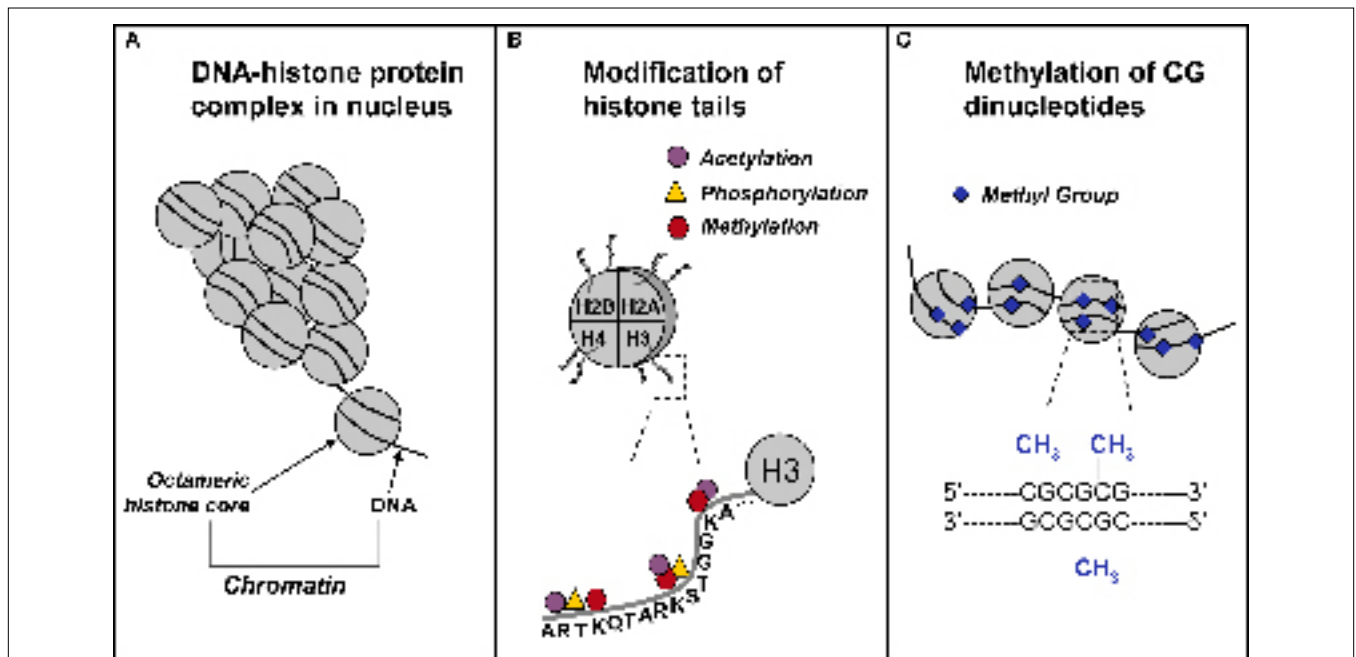 A
DNA-histone protein
complex in nucleus
Octameric
histone core
DNA
Chromatin
B
Modification of
histone tails
Acetylation
Phosphorylation
Methylation
H2B H2A
H4 H3
H3
ARTKQTARKSTGGKA
C
Methylation of CG
dinucleotides
Methyl Group
CH3 CH3
5'-------CGCGCG------3'
3'-------GCGCGC------5'
CH3